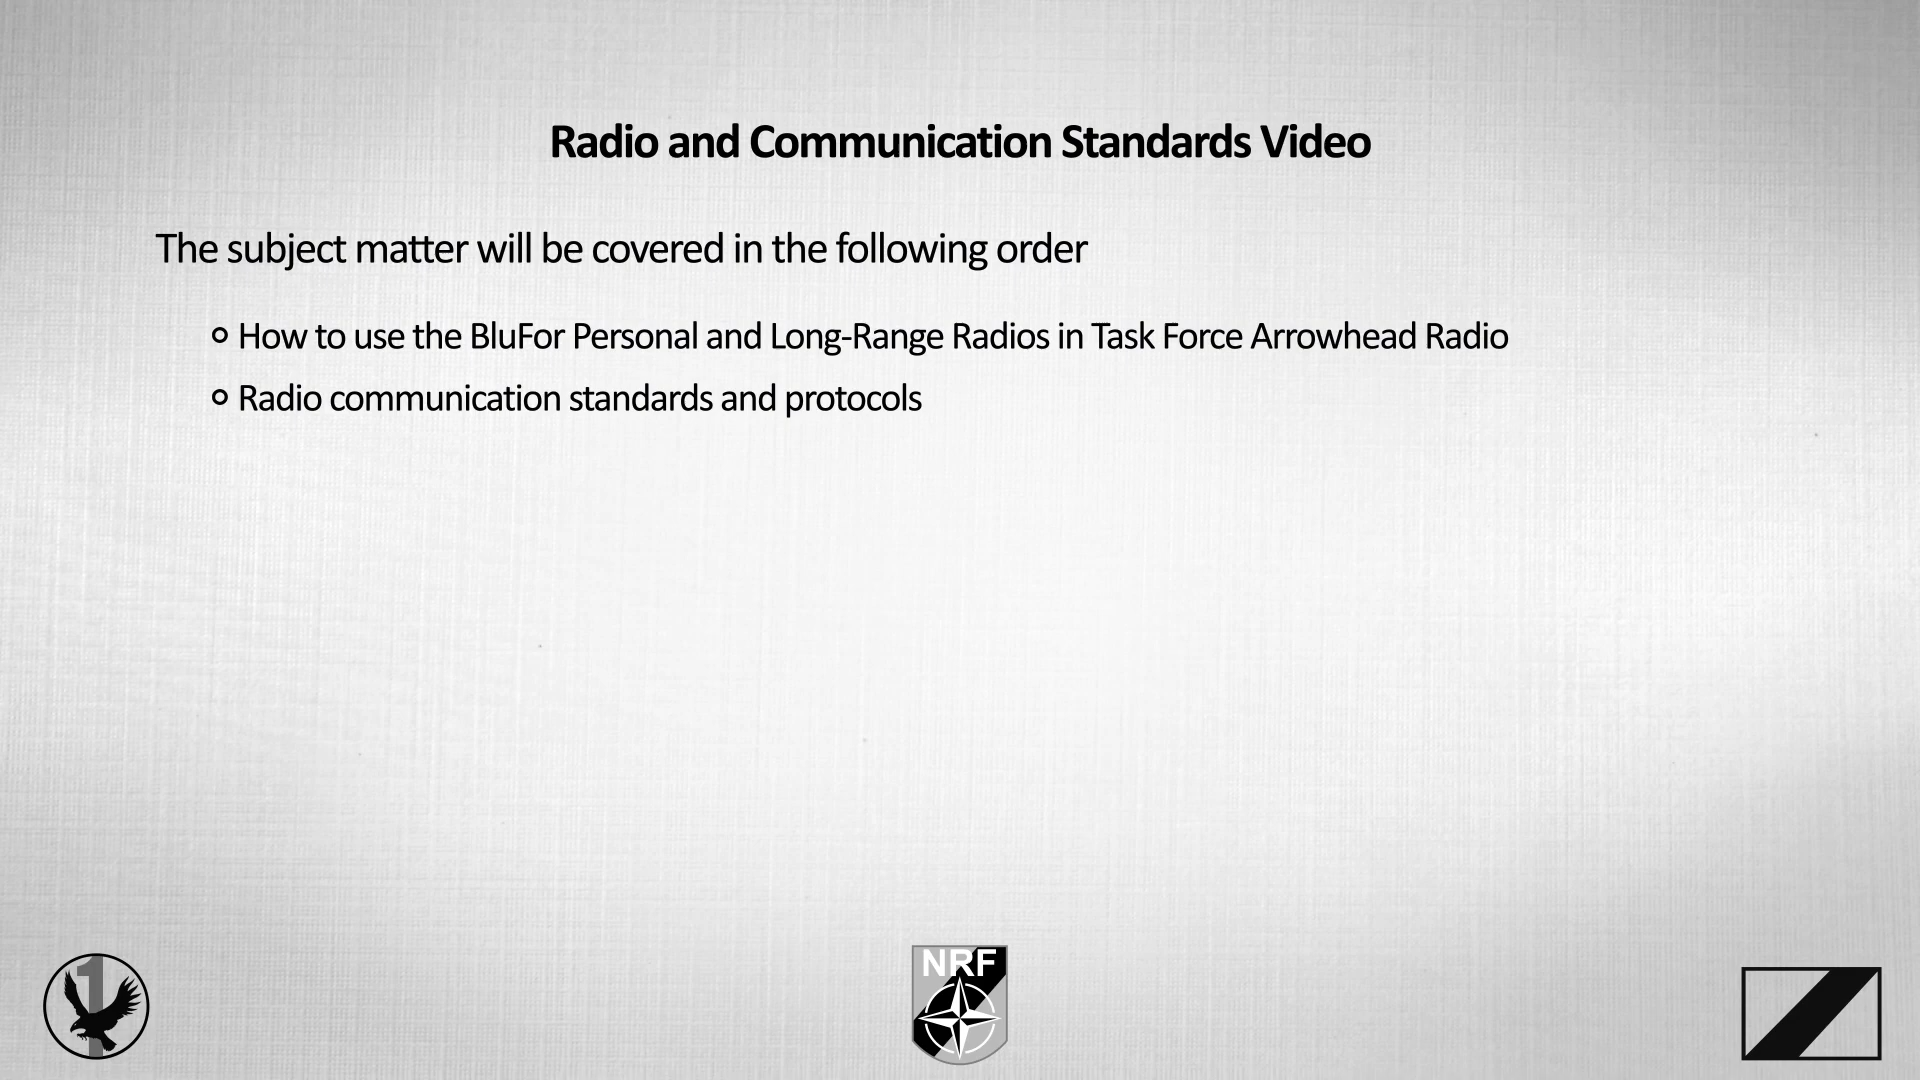 Radio and Communication Standards Video
The subject matter will be covered in the following order
How to use the BluFor Personal and Long-Range Radios in Task Force Arrowhead Radio
Radio communication standards and protocols
1
NRF